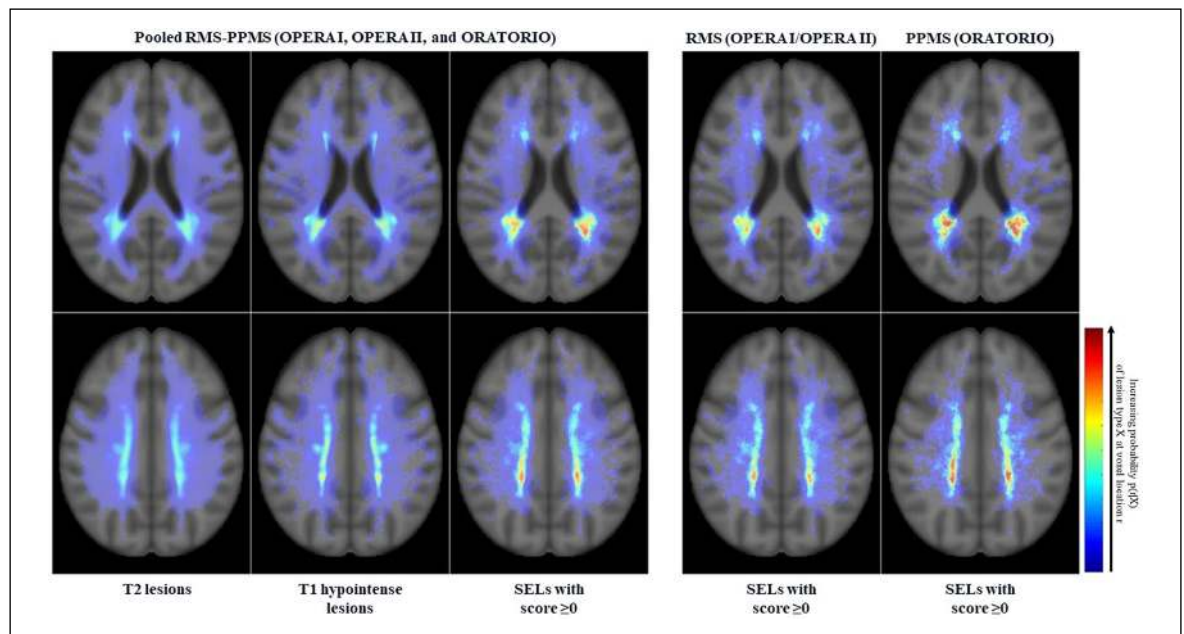 Pooled RMS-PPMS (OPERA I, OPERA II, and ORATORIO)
RMS (OPERA I/OPERA II)
PPMS (ORATORIO)
Increasing probability p(r|X)
of lesion type X at voxel location r
T2 lesions
T1 hypointense
lesions
SELs with
score ≥0
SELs with
score ≥0
SELs with
score ≥0